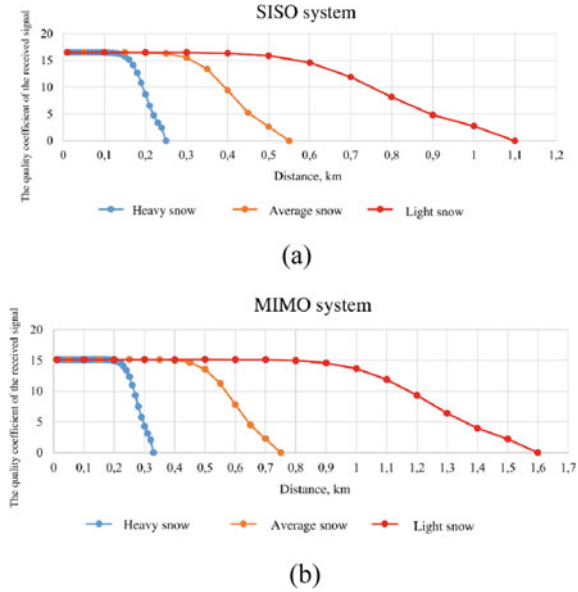 SISO system
The quality coefficient of the received signal
20
15
10
5
0
0 0,1 0,2 0,3 0,4 0,5 0,6 0,7 0,8 0,9 1 1,1 1,2
Distance, km
Heavy snow Average snow Light snow
(a)
MIMO system
The quality coefficient of the received signal
20
15
10
5
0
0 0,1 0,2 0,3 0,4 0,5 0,6 0,7 0,8 0,9 1 1,1 1,2 1,3 1,4 1,5 1,6 1,7
Distance, km
Heavy snow Average snow Light snow
(b)